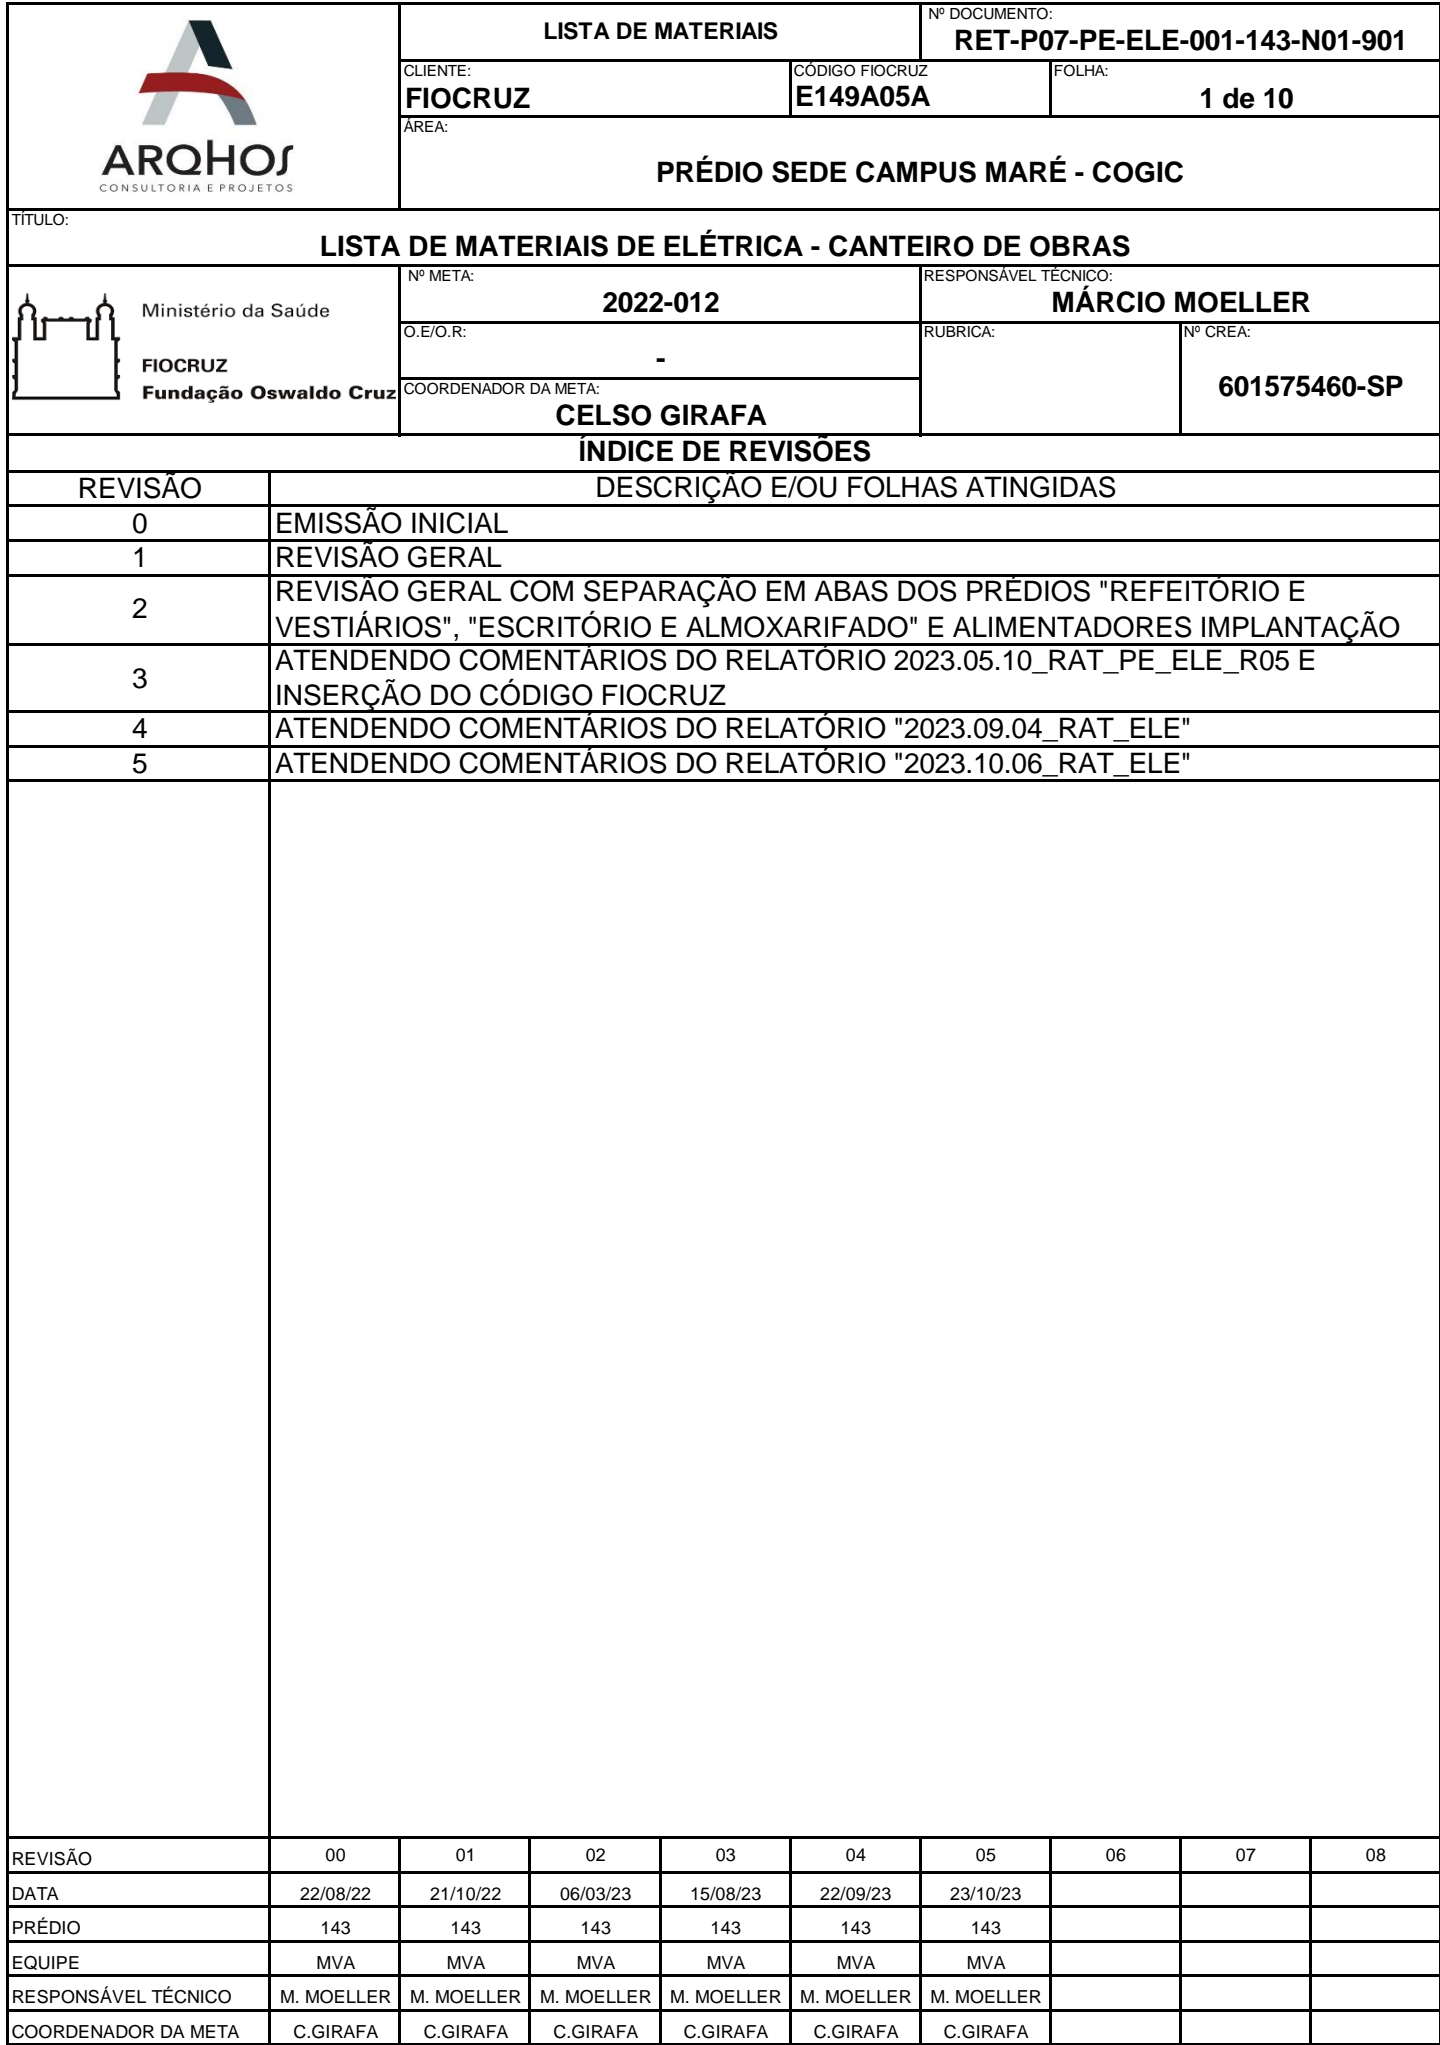 LISTA DE MATERIAIS
Nº DOCUMENTO:
RET-P07-PE-ELE-001-143-N01-901
CLIENTE:
FIOCRUZ
CÓDIGO FIOCRUZ
E149A05A
FOLHA:
1 de 10
ÁREA:
PRÉDIO SEDE CAMPUS MARÉ - COGIC
ARQHOS
CONSULTORIA E PROJETOS
TÍTULO:
LISTA DE MATERIAIS DE ELÉTRICA - CANTEIRO DE OBRAS
Ministério da Saúde
FIOCRUZ
Fundação Oswaldo Cruz
Nº META:
2022-012
RESPONSÁVEL TÉCNICO:
MÁRCIO MOELLER
O.E/O.R:
-
RUBRICA:
Nº CREA:
601575460-SP
COORDENADOR DA META:
CELSO GIRAFA
ÍNDICE DE REVISÕES
REVISÃO DESCRIÇÃO E/OU FOLHAS ATINGIDAS
0 EMISSÃO INICIAL
1 REVISÃO GERAL
2 REVISÃO GERAL COM SEPARAÇÃO EM ABAS DOS PRÉDIOS "REFEITÓRIO E
VESTIÁRIOS", "ESCRITÓRIO E ALMOXARIFADO" E ALIMENTADORES IMPLANTAÇÃO
3 ATENDENDO COMENTÁRIOS DO RELATÓRIO 2023.05.10_RAT_PE_ELE_R05 E
INSERÇÃO DO CÓDIGO FIOCRUZ
4 ATENDENDO COMENTÁRIOS DO RELATÓRIO "2023.09.04_RAT_ELE"
5 ATENDENDO COMENTÁRIOS DO RELATÓRIO "2023.10.06_RAT_ELE"
REVISÃO 00 01 02 03 04 05 06 07 08
DATA 22/08/22 21/10/22 06/03/23 15/08/23 22/09/23 23/10/23
PRÉDIO 143 143 143 143 143 143
EQUIPE MVA MVA MVA MVA MVA MVA
RESPONSÁVEL TÉCNICO M. MOELLER M. MOELLER M. MOELLER M. MOELLER M. MOELLER M. MOELLER
COORDENADOR DA META C.GIRAFA C.GIRAFA C.GIRAFA C.GIRAFA C.GIRAFA C.GIRAFA